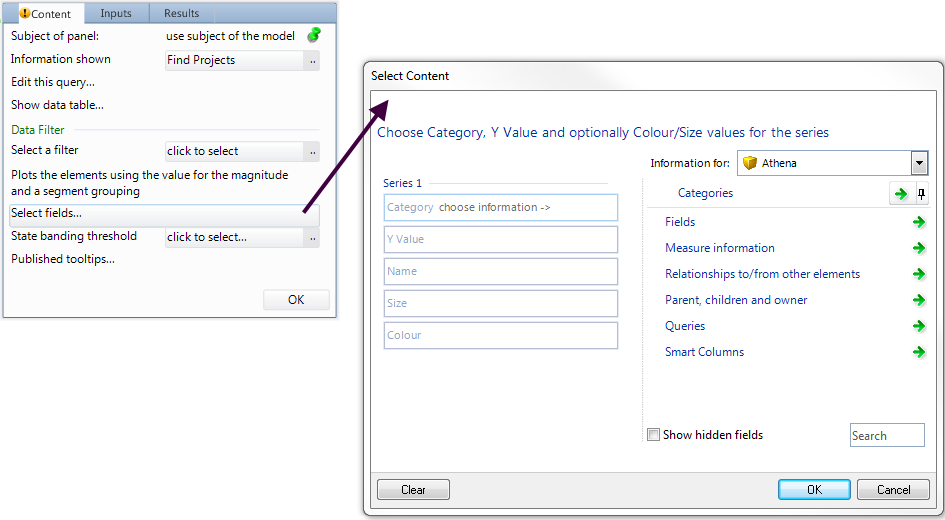 Content Inputs Results
Subject of panel: use subject of the model
Information shown Find Projects ..
Edit this query...
Show data table...
Data Filter
Select a filter click to select ..
Plots the elements using the value for the magnitude
and a segment grouping
Select fields...
State banding threshold click to select... ..
Published tooltips...
OK
Select Content
Choose Category, Y Value and optionally Colour/Size values for the series
Information for: Athena
Series 1
Category choose information ->
Y Value
Name
Size
Colour
Categories
Fields
Measure information
Relationships to/from other elements
Parent, children and owner
Queries
Smart Columns
Show hidden fields
Search
Clear
OK
Cancel